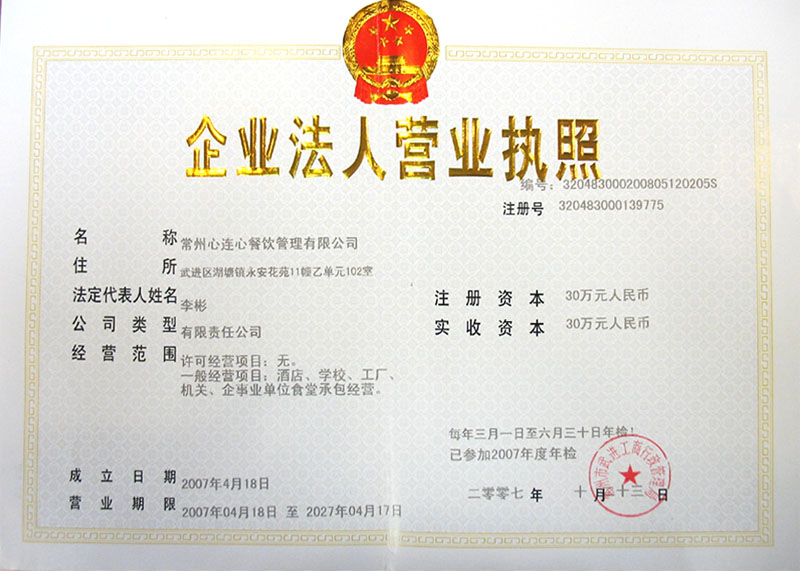 企业法人营业执照
编号: 320483000200805120205S
注册号 320483000139775
名 称 常州心连心餐饮管理有限公司
住 所 武进区湖塘镇永安花苑11幢乙单元102室
法定代表人姓名 李彬
注 册 资 本 30万元人民币
公 司 类 型 有限责任公司
实 收 资 本 30万元人民币
经 营 范 围 许可经营项目: 无。
一般经营项目: 酒店、学校、工厂、
机关、企事业单位食堂承包经营。
每年三月一日至六月三十日年检!
已参加2007年度年检
成 立 日 期 2007年4月18日
营 业 期 限 2007年04月18日 至 2027年04月17日
二零零七 年 十 月 十三 日
常州市武进工商行政管理局